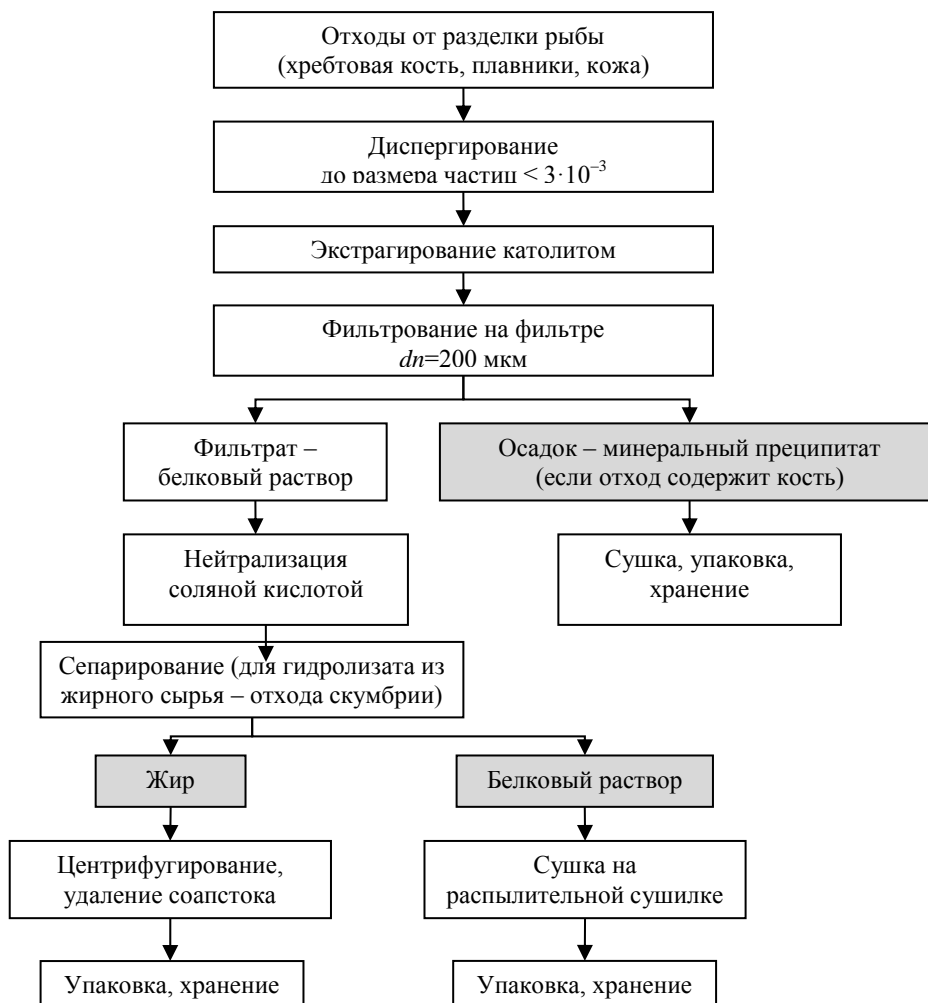 Отходы от разделки рыбы
(хребтовая кость, плавники, кожа)
Диспергирование
до размера частиц < 3·10⁻³
Экстрагирование католитом
Фильтрование на фильтре
dn=200 мкм
Фильтрат –
белковый раствор
Осадок – минеральный преципитат
(если отход содержит кость)
Нейтрализация
соляной кислотой
Сушка, упаковка,
хранение
Сепарирование (для гидролизата из
жирного сырья – отхода скумбрии)
Жир
Белковый раствор
Центрифугирование,
удаление соапстока
Сушка на
распылительной сушилке
Упаковка, хранение
Упаковка, хранение